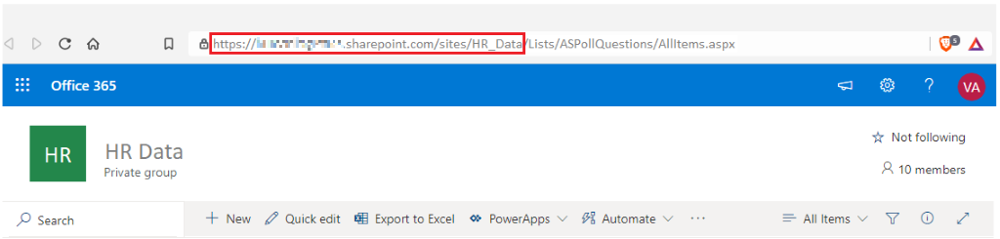 https://.sharepoint.com/sites/HR_Data/Lists/ASPollQuestions/AllItems.aspx
5
Office 365
?
VA
HR
HR Data
Private group
Not following
10 members
Search
New
Quick edit
Export to Excel
PowerApps
Automate
All Items